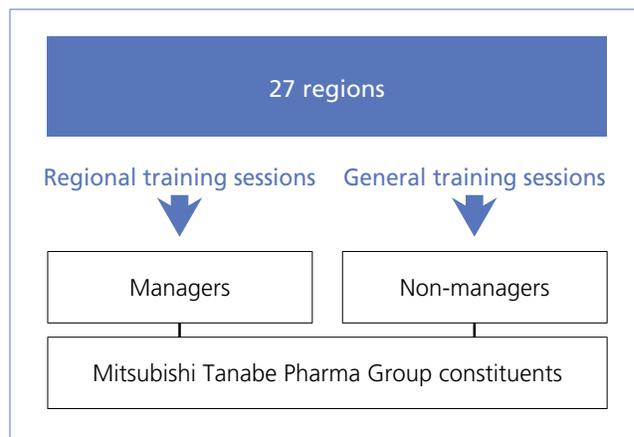 27 regions
Regional training sessions
General training sessions
Managers
Non-managers
Mitsubishi Tanabe Pharma Group constituents